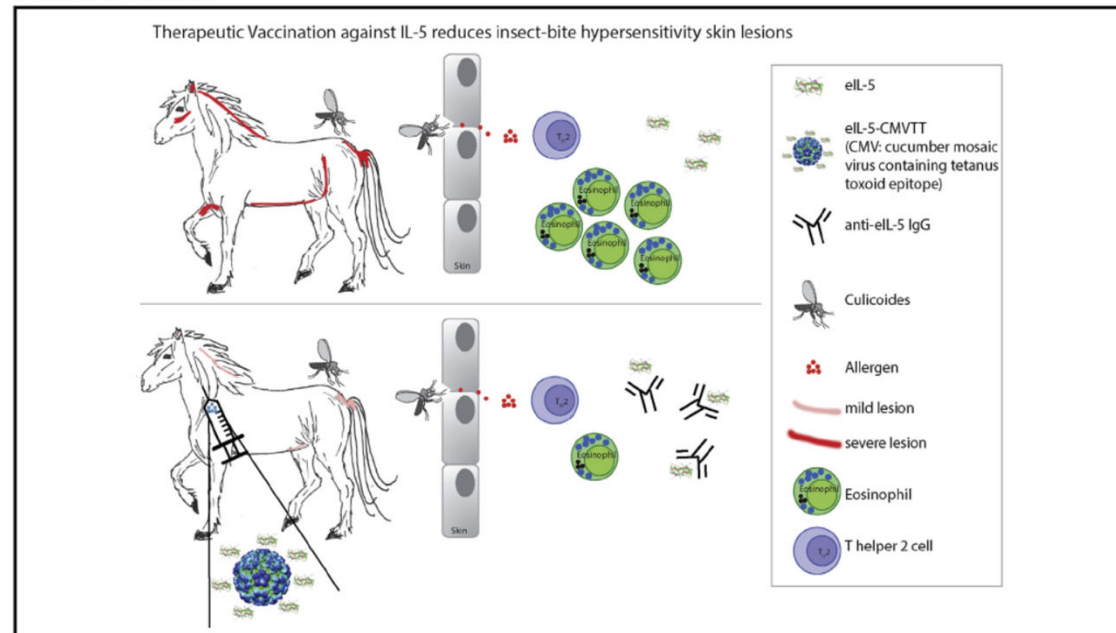 Therapeutic Vaccination against IL-5 reduces insect-bite hypersensitivity skin lesions
TH2
Eosinophil
Eosinophil
Eosinophil
Eosinophil
Eosinophil
Skin
TH2
Eosinophil
Skin
eIL-5
eIL-5-CMVTT
(CMV: cucumber mosaic
virus containing tetanus
toxoid epitope)
anti-eIL-5 IgG
Culicoides
Allergen
mild lesion
severe lesion
Eosinophil
Eosinophil
TH2
T helper 2 cell